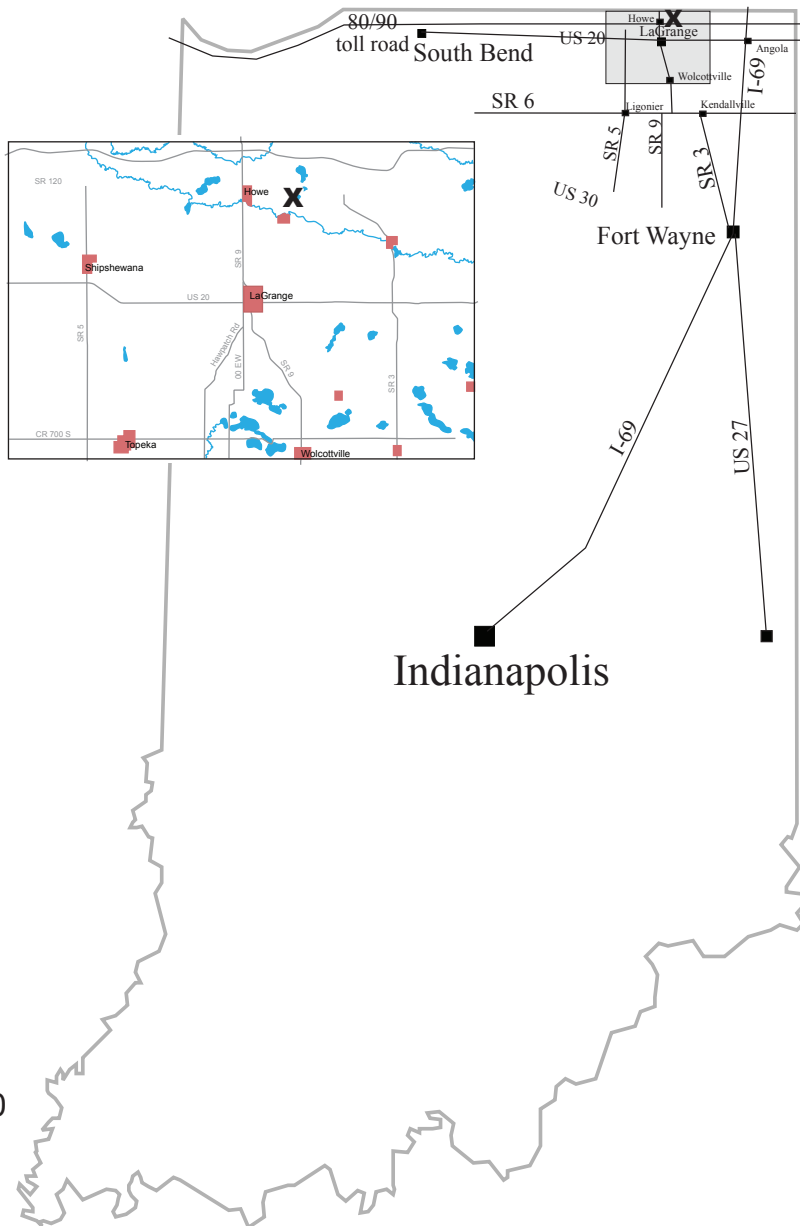 Howe X
80/90
toll road
US 20
LaGrange
South Bend
Angola
I-69
Wolcottville
SR 6
Ligonier
Kendallville
SR 5
SR 9
SR 3
US 30
Fort Wayne
SR 120
Howe
X
SR 9
Shipshewana
US 20
LaGrange
SR 5
Hawpatch Rd
00 EW
SR 9
SR 3
CR 700 S
Topeka
Wolcottville
I-69
US 27
Indianapolis